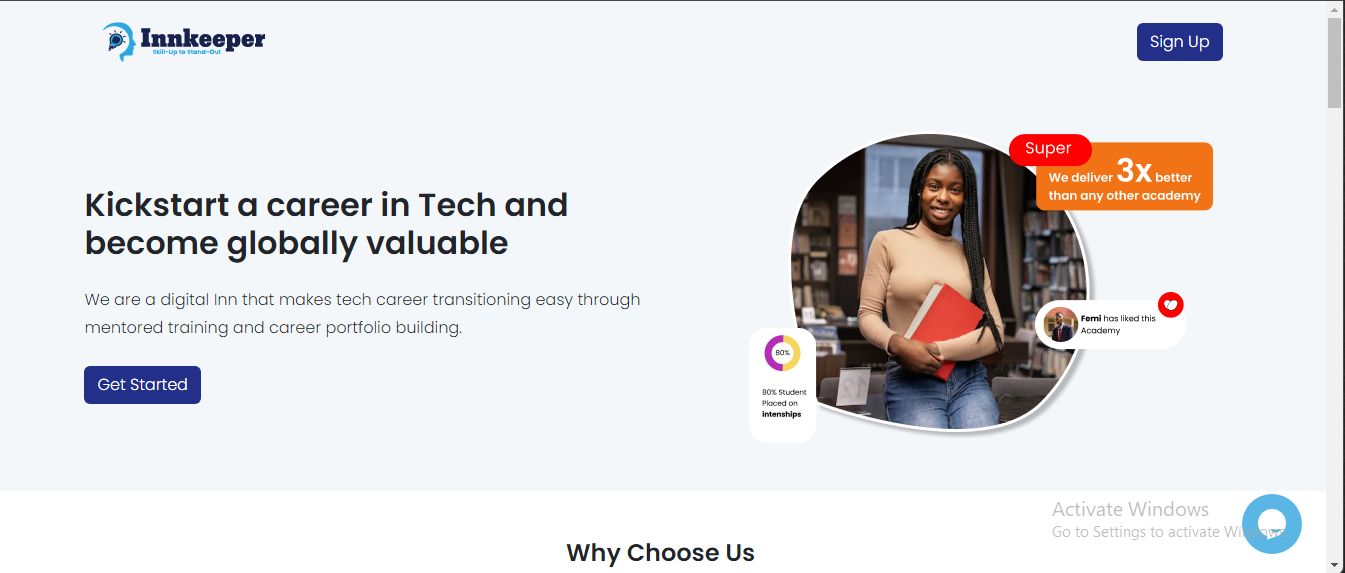 Innkeeper
Skill-Up to Stand-Out
Sign Up
Kickstart a career in Tech and
become globally valuable
We are a digital Inn that makes tech career transitioning easy through
mentored training and career portfolio building.
Get Started
Super
We deliver 3x better
than any other academy
Femi has liked this
Academy
80%
80% Student
Placed on
intenships
Activate Windows
Go to Settings to activate Windows.
Why Choose Us